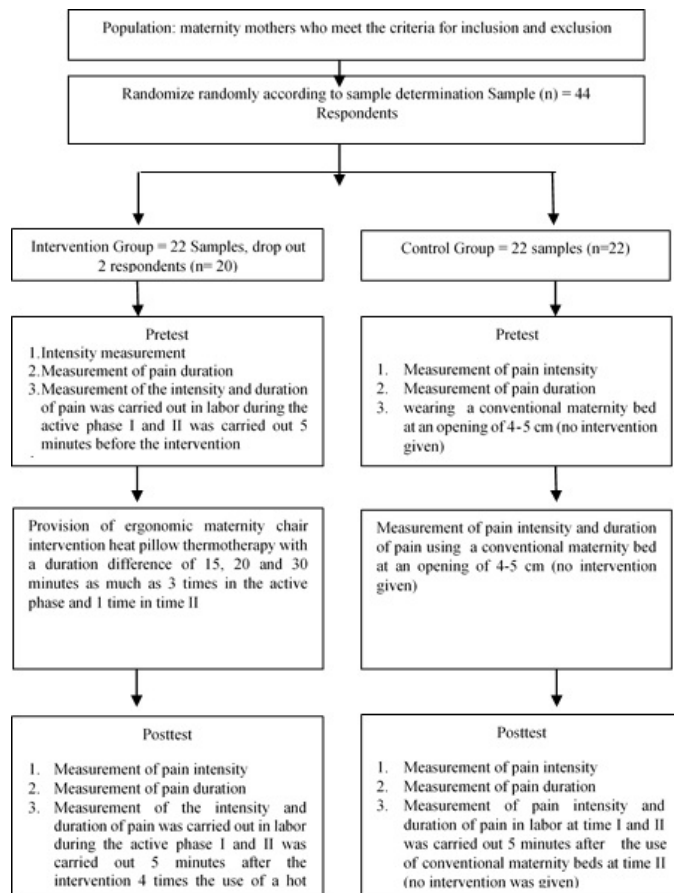 Population: maternity mothers who meet the criteria for inclusion and exclusion
Randomize randomly according to sample determination Sample (n) = 44
Respondents
Intervention Group = 22 Samples, drop out
2 respondents (n= 20)
Control Group = 22 samples (n=22)
Pretest
1.Intensity measurement
2.Measurement of pain duration
3.Measurement of the intensity and duration
of pain was carried out in labor during the
active phase I and II was carried out 5
minutes before the intervention
.
Pretest
1. Measurement of pain intensity
2. Measurement of pain duration
3. wearing a conventional maternity bed
at an opening of 4-5 cm (no intervention
given)
Provision of ergonomic maternity chair
intervention heat pillow thermotherapy with
a duration difference of 15, 20 and 30
minutes as much as 3 times in the active
phase and 1 time in time II
Measurement of pain intensity and duration
of pain using a conventional maternity bed
at an opening of 4-5 cm (no intervention
given)
Posttest
1. Measurement of pain intensity
2. Measurement of pain duration
3. Measurement of the intensity and
duration of pain was carried out in labor
during the active phase I and II was
carried out 5 minutes after the
intervention 4 times the use of a hot
Posttest
1. Measurement of pain intensity
2. Measurement of pain duration
3. Measurement of pain intensity and
duration of pain in labor at time I and II
was carried out 5 minutes after the use
of conventional maternity beds at time II
(no intervention was given)